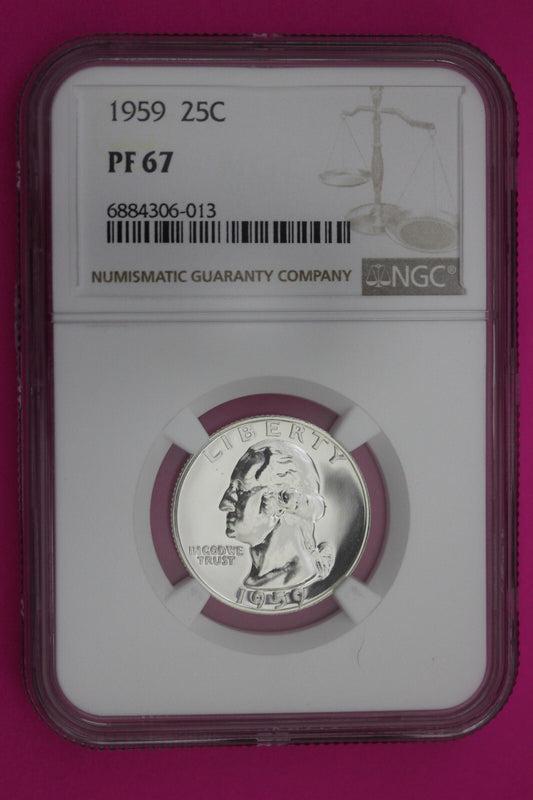 1959 25C
PF 67
6884306-013
NUMISMATIC GUARANTY COMPANY
NGC®
LIBERTY
IN GOD WE
TRUST
1959